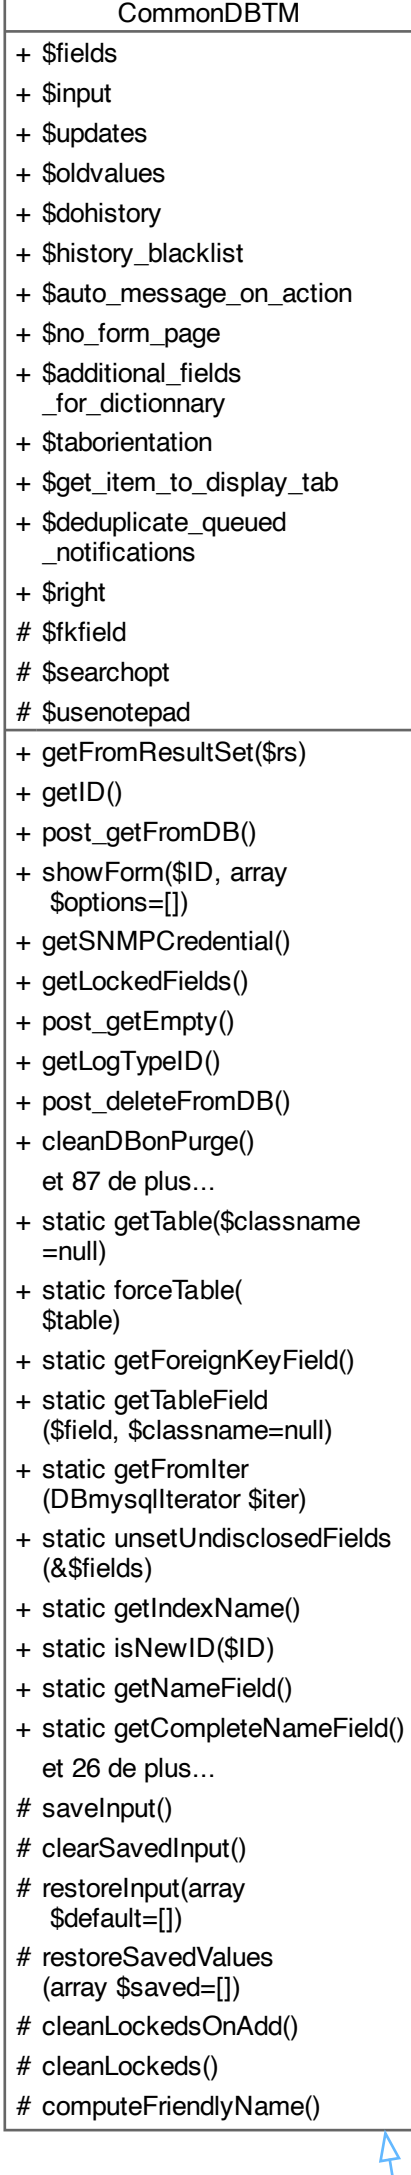 CommonDBTM
+ $fields
+ $input
+ $updates
+ $oldvalues
+ $dohistory
+ $history_blacklist
+ $auto_message_on_action
+ $no_form_page
+ $additional_fields
_for_dictionnary
+ $taborientation
+ $get_item_to_display_tab
+ $deduplicate_queued
_notifications
+ $right
# $fkfield
# $searchopt
# $usenotepad
+ getFromResultSet($rs)
+ getID()
+ post_getFromDB()
+ showForm($ID, array
$options=[])
+ getSNMPCredential()
+ getLockedFields()
+ post_getEmpty()
+ getLogTypeID()
+ post_deleteFromDB()
+ cleanDBonPurge()
et 87 de plus...
+ static getTable($classname
=null)
+ static forceTable(
$table)
+ static getForeignKeyField()
+ static getTableField
($field, $classname=null)
+ static getFromIter
(DBmysqlIterator $iter)
+ static unsetUndisclosedFields
(&$fields)
+ static getIndexName()
+ static isNewID($ID)
+ static getNameField()
+ static getCompleteNameField()
et 26 de plus...
# saveInput()
# clearSavedInput()
# restoreInput(array
$default=[])
# restoreSavedValues
(array $saved=[])
# cleanLockedsOnAdd()
# cleanLockeds()
# computeFriendlyName()